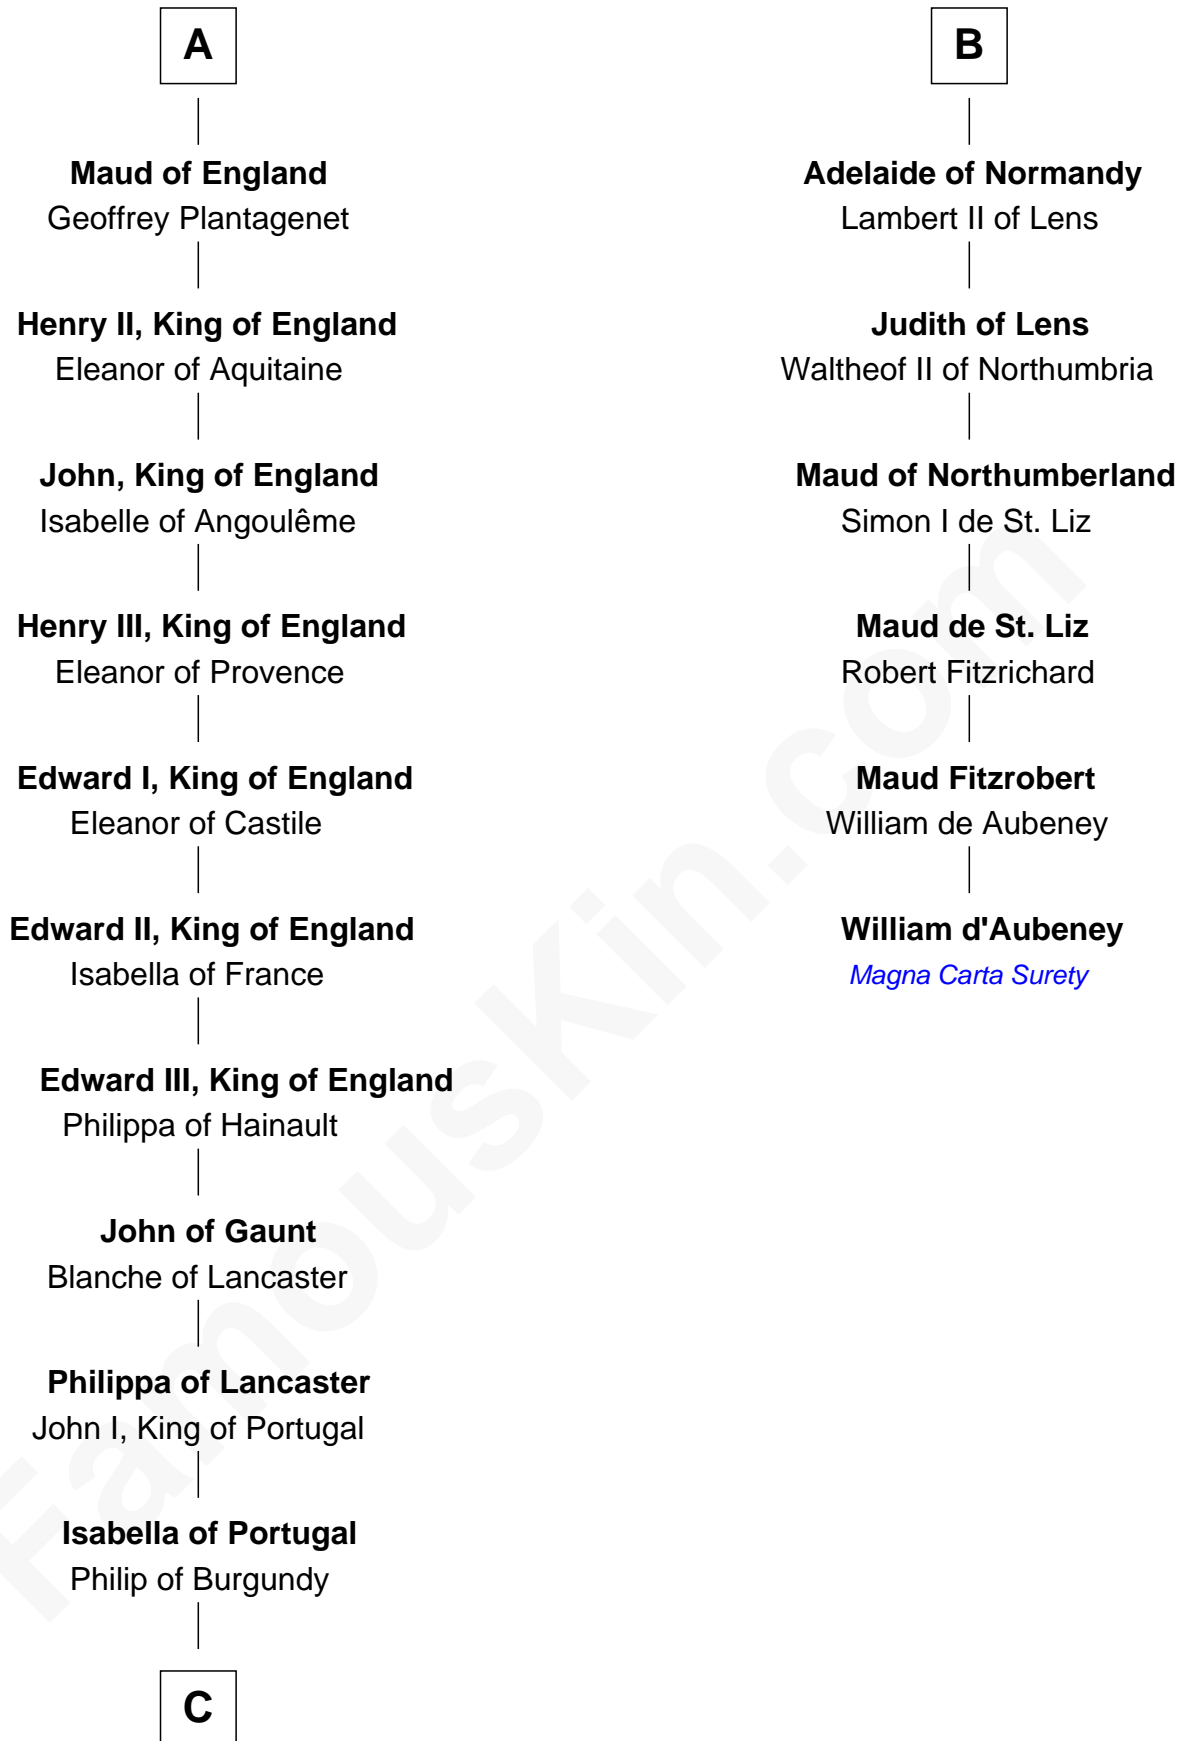 A
Maud of England
Geoffrey Plantagenet
Henry II, King of England
Eleanor of Aquitaine
John, King of England
Isabelle of Angoulême
Henry III, King of England
Eleanor of Provence
Edward I, King of England
Eleanor of Castile
Edward II, King of England
Isabella of France
Edward III, King of England
Philippa of Hainault
John of Gaunt
Blanche of Lancaster
Philippa of Lancaster
John I, King of Portugal
Isabella of Portugal
Philip of Burgundy
C
B
Adelaide of Normandy
Lambert II of Lens
Judith of Lens
Waltheof II of Northumbria
Maud of Northumberland
Simon I de St. Liz
Maud de St. Liz
Robert Fitzrichard
Maud Fitzrobert
William de Aubeney
William d'Aubeney
Magna Carta Surety
FamousKin.com